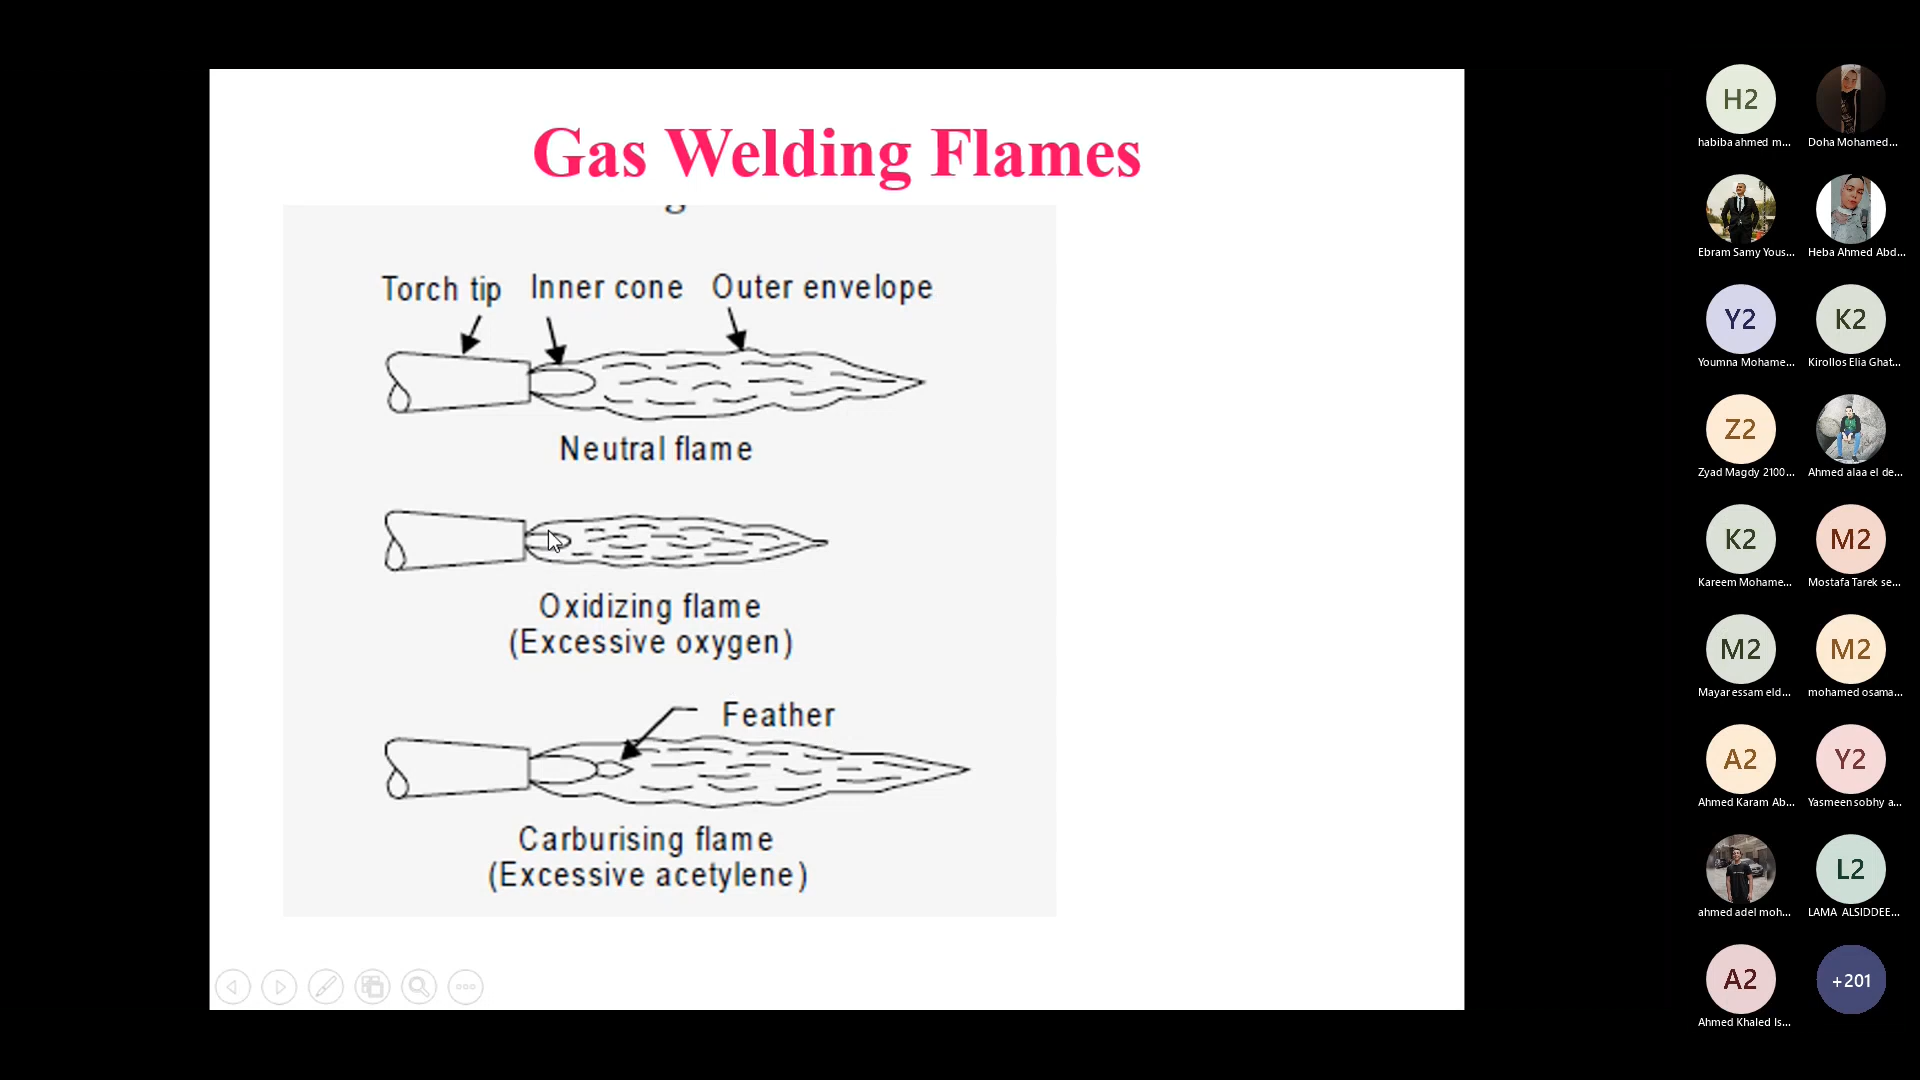 Gas Welding Flames
Torch tip Inner cone Outer envelope
Neutral flame
Oxidizing flame
(Excessive oxygen)
Feather
Carburising flame
(Excessive acetylene)
H2
habiba ahmed m...
Doha Mohamed...
Ebram Samy Yous...
Heba Ahmed Abd...
Y2
K2
Youmna Mohame...
Kirollos Elia Ghat...
Z2
Zyad Magdy 2100...
Ahmed alaa el de...
K2
M2
Kareem Mohame...
Mostafa Tarek se...
M2
M2
Mayar essam eld...
mohamed osama...
A2
Y2
Ahmed Karam Ab...
Yasmeen sobhy a...
L2
ahmed adel moh...
LAMA ALSIDDEE...
A2
+201
Ahmed Khaled Is...